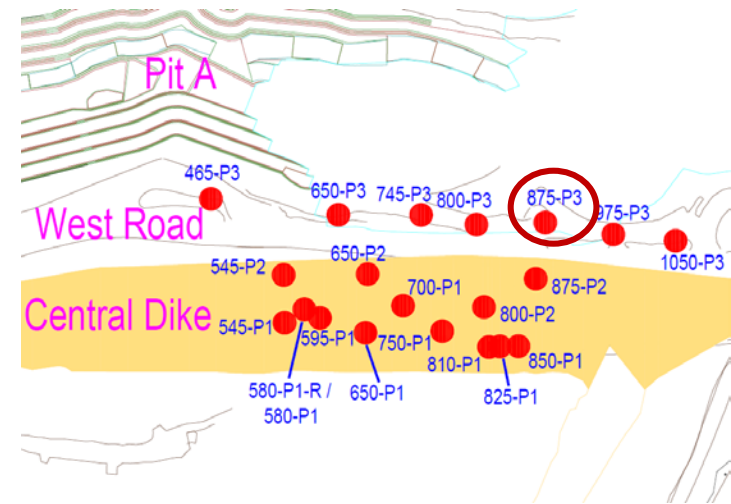 Pit A
465-P3
650-P3
745-P3
800-P3
875-P3
975-P3
1050-P3
West Road
545-P2
650-P2
875-P2
700-P1
800-P2
Central Dike
545-P1
595-P1
750-P1
810-P1
850-P1
580-P1-R /
580-P1
650-P1
825-P1